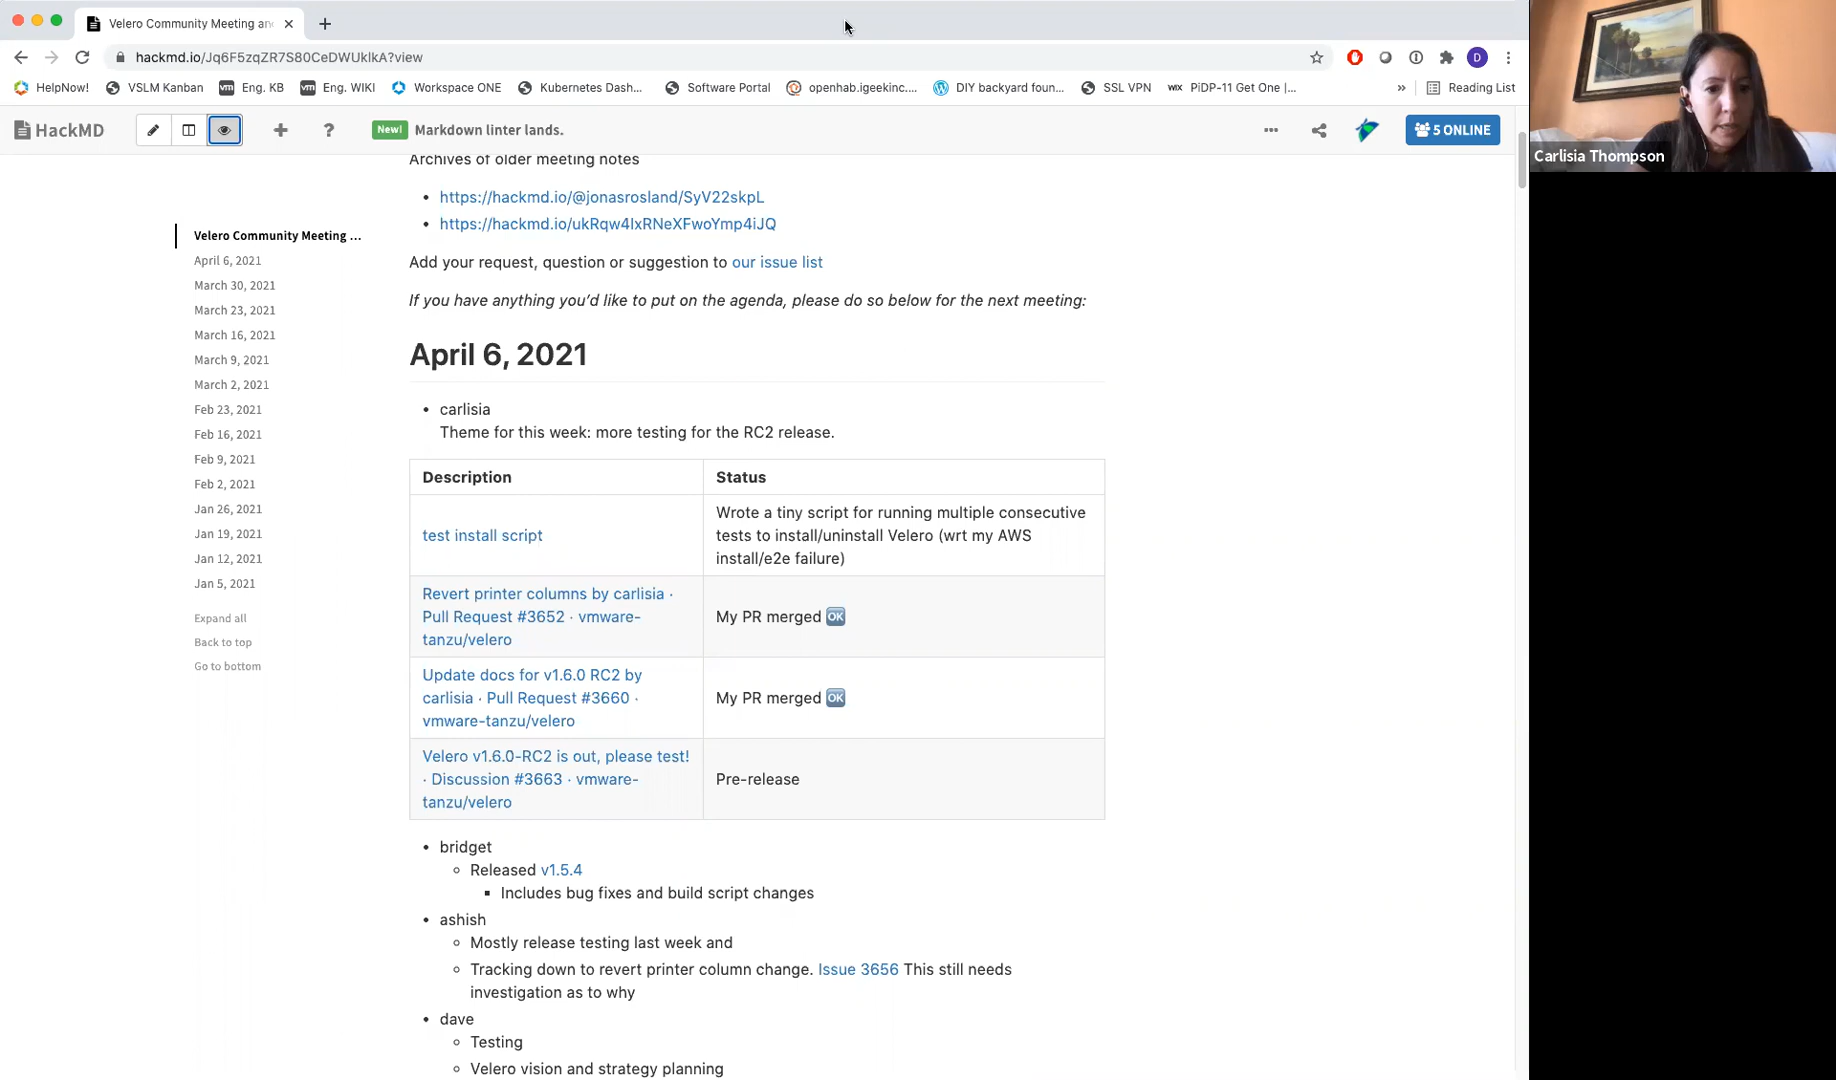 Velero Community Meeting an
hackmd.io/Jq6F5zqZR7S80CeDWUklkA?view
D
HelpNow!
VSLM Kanban
vm Eng. KB
vm Eng. WIKI
Workspace ONE
Kubernetes Dash...
Software Portal
openhab.igeekinc....
DIY backyard foun...
SSL VPN
WIX PiDP-11 Get One |...
»
Reading List
HackMD
New! Markdown linter lands.
5 ONLINE
Carlisia Thompson
Archives of older meeting notes
https://hackmd.io/@jonasrosland/SyV22skpL
https://hackmd.io/ukRqw4IxRNeXFwoYmp4iJQ
Add your request, question or suggestion to our issue list
If you have anything you'd like to put on the agenda, please do so below for the next meeting:
Velero Community Meeting ...
April 6, 2021
March 30, 2021
March 23, 2021
March 16, 2021
March 9, 2021
March 2, 2021
Feb 23, 2021
Feb 16, 2021
Feb 9, 2021
Feb 2, 2021
Jan 26, 2021
Jan 19, 2021
Jan 12, 2021
Jan 5, 2021
Expand all
Back to top
Go to bottom
April 6, 2021
carlisia
Theme for this week: more testing for the RC2 release.
Description
Status
test install script
Wrote a tiny script for running multiple consecutive
tests to install/uninstall Velero (wrt my AWS
install/e2e failure)
Revert printer columns by carlisia ·
Pull Request #3652 · vmware-
tanzu/velero
My PR merged 🆗
Update docs for v1.6.0 RC2 by
carlisia · Pull Request #3660 ·
vmware-tanzu/velero
My PR merged 🆗
Velero v1.6.0-RC2 is out, please test!
· Discussion #3663 · vmware-
tanzu/velero
Pre-release
bridget
Released v1.5.4
Includes bug fixes and build script changes
ashish
Mostly release testing last week and
Tracking down to revert printer column change. Issue 3656 This still needs
investigation as to why
dave
Testing
Velero vision and strategy planning